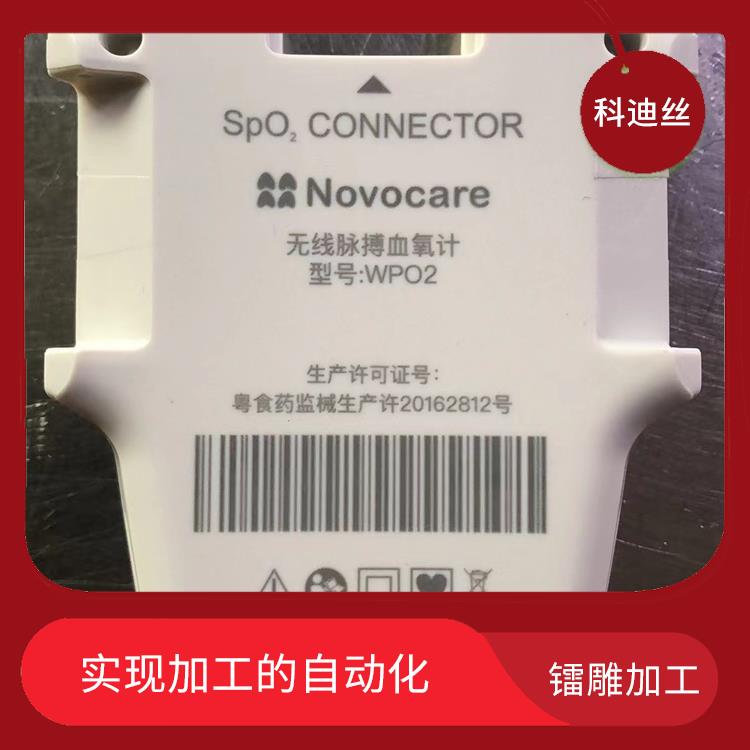 科迪丝
SpO₂ CONNECTOR
Novocare
无线脉搏血氧计
型号:WPO2
生产许可证号:
粤食药监械生产许20162812号
实现加工的自动化
镭雕加工